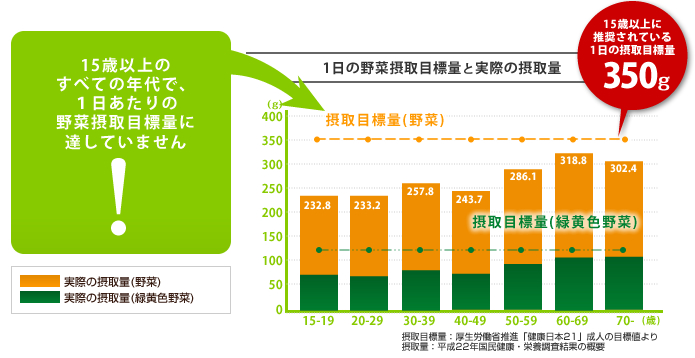 15歳以上の
すべての年代で、
1日あたりの
野菜摂取目標量に
達していません
!
15歳以上に
推奨されている
1日の摂取目標量
350g
1日の野菜摂取目標量と実際の摂取量
(g)
摂取目標量(野菜)
400
350
300
250
200
150
100
50
0
232.8
233.2
257.8
243.7
286.1
318.8
302.4
摂取目標量(緑黄色野菜)
15-19 20-29 30-39 40-49 50-59 60-69 70- (歳)
実際の摂取量(野菜)
実際の摂取量(緑黄色野菜)
摂取目標量：厚生労働省推進「健康日本21」成人の目標値より
摂取量：平成22年国民健康・栄養調査結果の概要